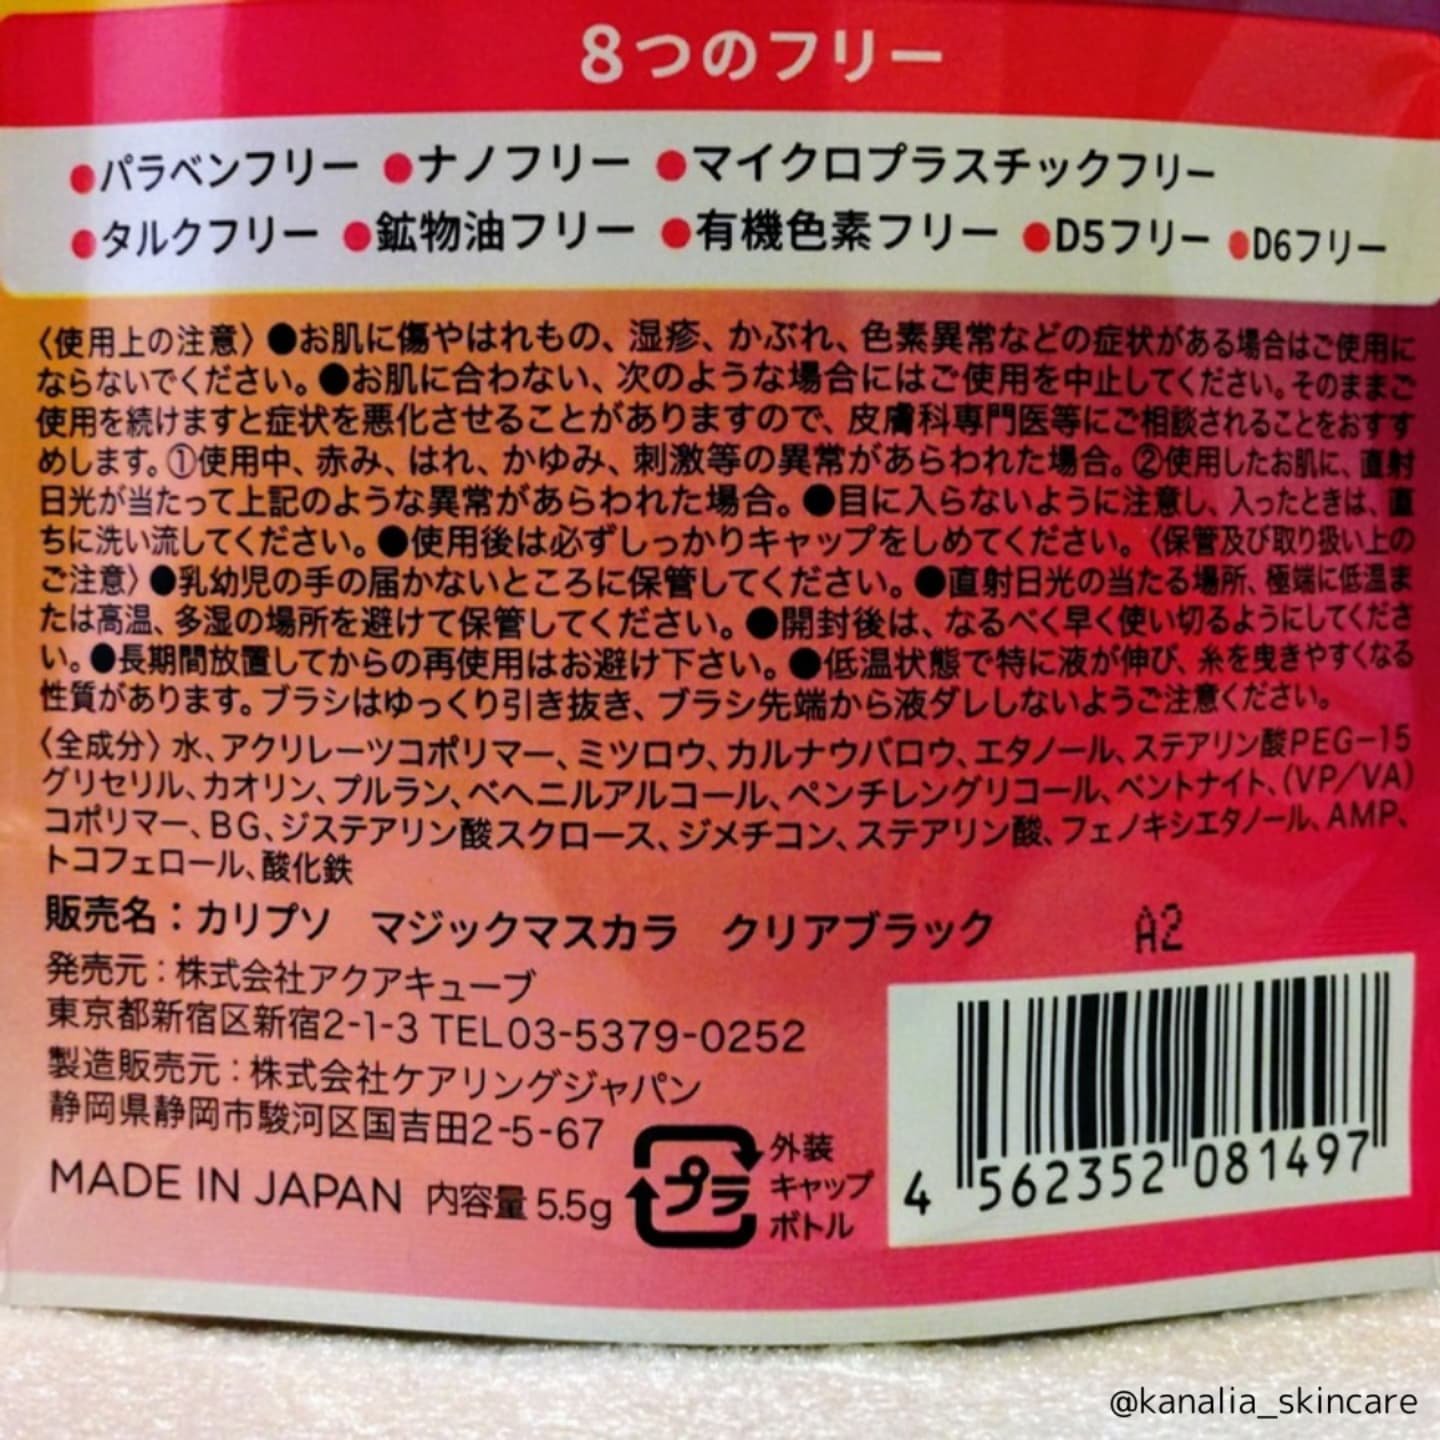 8つのフリー
●パラベンフリー ●ナノフリー ●マイクロプラスチックフリー
●タルクフリー ●鉱物油フリー ●有機色素フリー ●D5フリー ●D6フリー
〈使用上の注意〉●お肌に傷やはれもの、湿疹、かぶれ、色素異常などの症状がある場合はご使用に
ならないでください。●お肌に合わない、次のような場合にはご使用を中止してください。そのままご
使用を続けますと症状を悪化させることがありますので、皮膚科専門医等にご相談されることをおすす
めします。①使用中、赤み、はれ、かゆみ、刺激等の異常があらわれた場合。②使用したお肌に、直射
日光が当たって上記のような異常があらわれた場合。●目に入らないように注意し、入ったときは、直
ちに洗い流してください。●使用後は必ずしっかりキャップをしめてください。〈保管及び取り扱い上の
ご注意〉●乳幼児の手の届かないところに保管してください。●直射日光の当たる場所、極端に低温ま
たは高温、多湿の場所を避けて保管してください。●開封後は、なるべく早く使い切るようにしてくださ
い。●長期間放置してからの再使用はお避け下さい。●低温状態で特に液が伸び、糸を曳きやすくなる
性質があります。ブラシはゆっくり引き抜き、ブラシ先端から液ダレしないようご注意ください。
〈全成分〉水、アクリレーツコポリマー、ミツロウ、カルナウバロウ、エタノール、ステアリン酸PEG-15
グリセリル、カオリン、プルラン、ベヘニルアルコール、ペンチレングリコール、ベントナイト、(VP/VA)
コポリマー、BG、ジステアリン酸スクロース、ジメチコン、ステアリン酸、フェノキシエタノール、AMP、
トコフェロール、酸化鉄
販売名：カリプソ マジックマスカラ クリアブラック A2
発売元：株式会社アクアキューブ
東京都新宿区新宿2-1-3 TEL03-5379-0252
製造販売元：株式会社ケアリングジャパン
静岡県静岡市駿河区国吉田2-5-67
MADE IN JAPAN 内容量 5.5g
プラ
外装
キャップ
ボトル
4 562352 081497
@kanalia_skincare